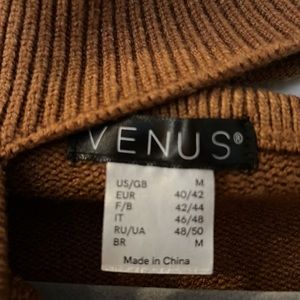 VENUS®
US/GB M
EUR 40/42
F/B 42/44
IT 46/48
RU/UA 48/50
BR M
Made in China